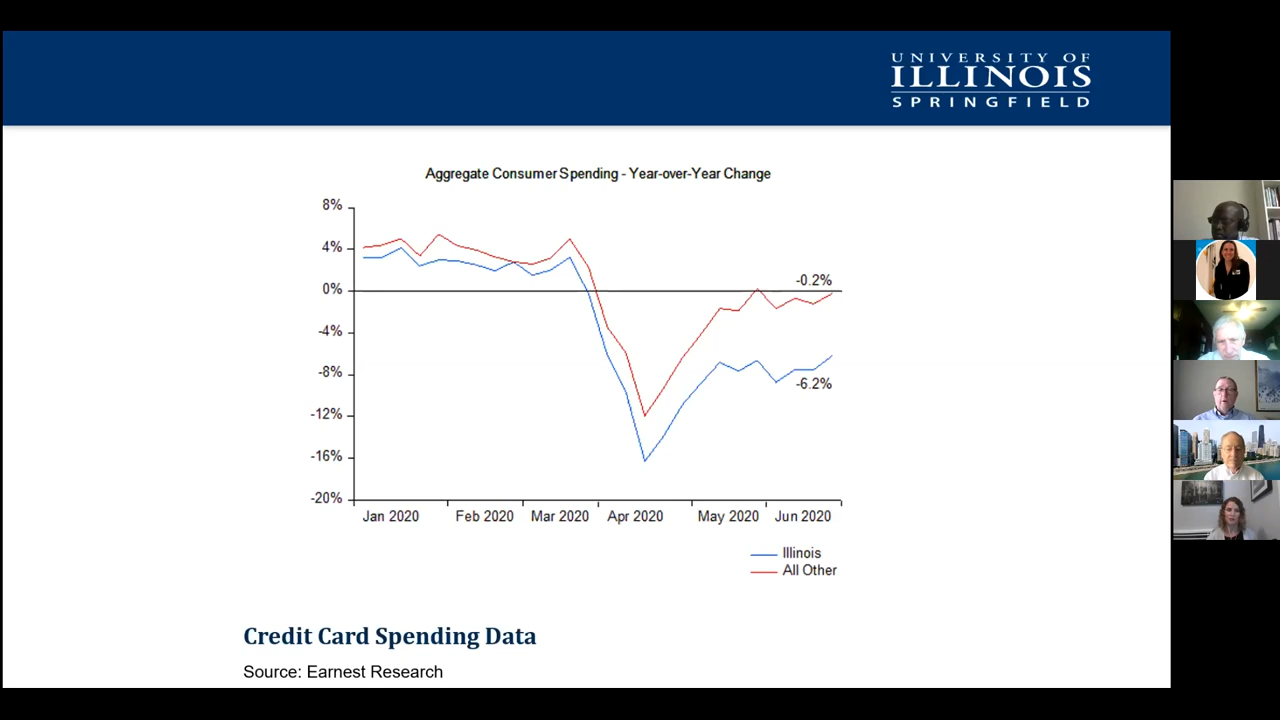 UNIVERSITY OF
ILLINOIS
SPRINGFIELD
Aggregate Consumer Spending - Year-over-Year Change
8%
4%
0%
-4%
-8%
-12%
-16%
-20%
-0.2%
-6.2%
Jan 2020 Feb 2020 Mar 2020 Apr 2020 May 2020 Jun 2020
Illinois
All Other
Credit Card Spending Data
Source: Earnest Research